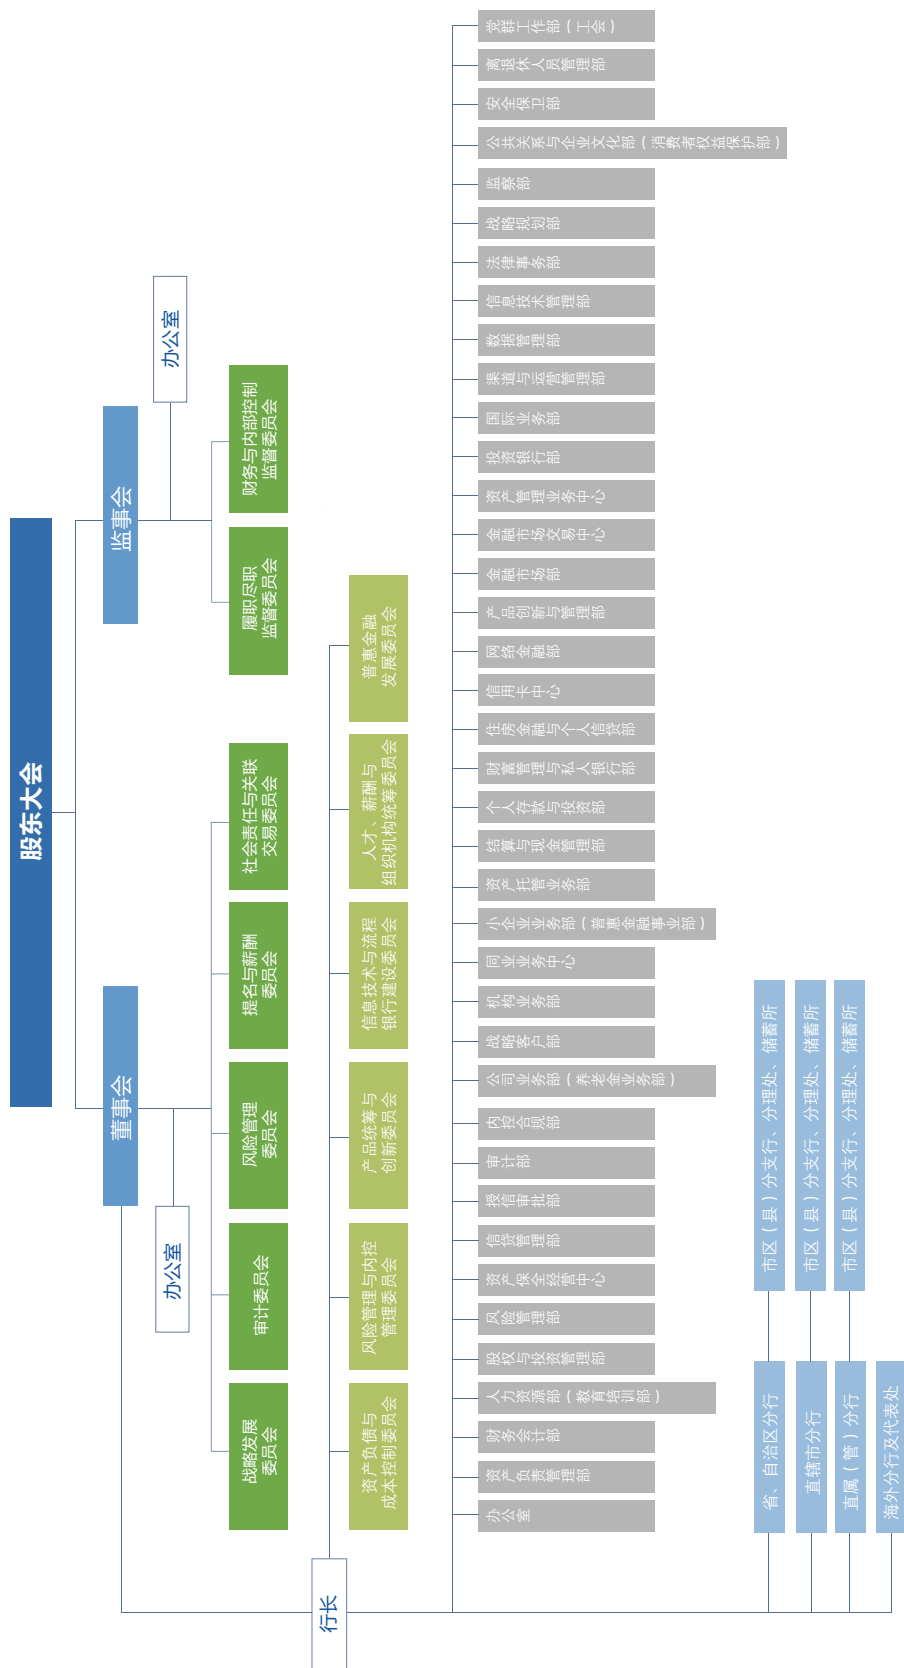 股东大会
董事会
监事会
办公室
办公室
战略发展
委员会
审计委员会
风险管理
委员会
提名与薪酬
委员会
社会责任与关联
交易委员会
履职尽职
监督委员会
财务与内部控制
监督委员会
行长
资产负债与
成本控制委员会
风险管理与内控
管理委员会
产品统筹与
创新委员会
信息技术与流程
银行建设委员会
人才、薪酬与
组织机构统筹委员会
普惠金融
发展委员会
办公室
资产负责管理部
财务会计部
人力资源部（教育培训部）
股权与投资管理部
风险管理部
资产保全经营中心
信贷管理部
授信审批部
审计部
内控合规部
公司业务部（养老金业务部）
战略客户部
机构业务部
同业业务中心
小企业业务部（普惠金融事业部）
资产托管业务部
结算与现金管理部
个人存款与投资部
财富管理与私人银行部
住房金融与个人信贷部
信用卡中心
网络金融部
产品创新与管理部
金融市场部
金融市场交易中心
资产管理业务中心
投资银行部
国际业务部
渠道与运营管理部
数据管理部
信息技术管理部
法律事务部
战略规划部
监察部
公共关系与企业文化部（消费者权益保护部）
安全保卫部
离退休人员管理部
党群工作部（工会）
省、自治区分行
市区（县）分支行、分理处、储蓄所
直辖市分行
市区（县）分支行、分理处、储蓄所
直属（管）分行
市区（县）分支行、分理处、储蓄所
海外分行及代表处